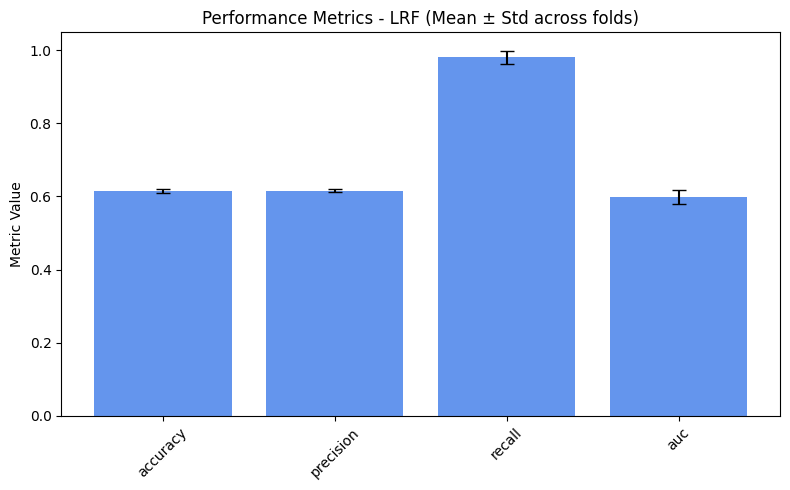 Performance Metrics - LRF (Mean ± Std across folds)
Metric Value
1.0
0.8
0.6
0.4
0.2
0.0
accuracy
precision
recall
auc